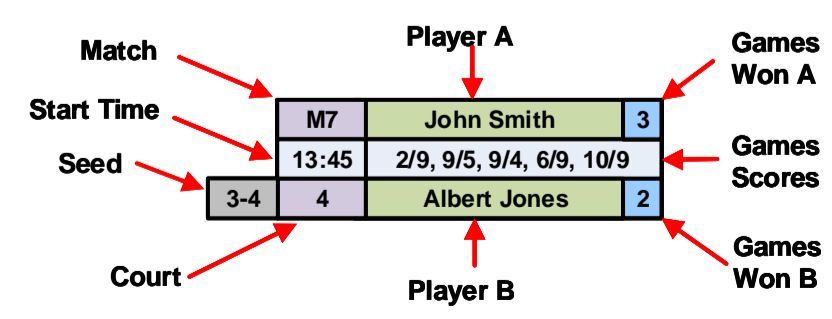 Player A
Match
Games
Won A
Start Time
M7 John Smith 3
13:45 2/9, 9/5, 9/4, 6/9, 10/9
Games
Scores
Seed
3-4 4 Albert Jones 2
Court
Player B
Games
Won B